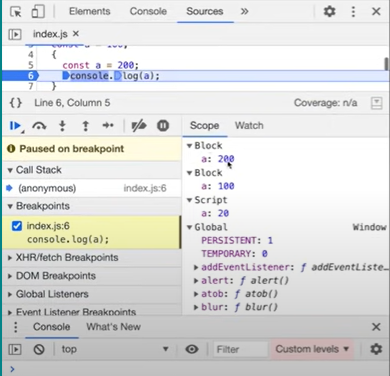 Elements Console Sources »
index.js ×
4 {
5 const a = 200;
6 console.log(a);
7 }
{} Line 6, Column 5 Coverage: n/a
Paused on breakpoint
Call Stack
(anonymous) index.js:6
Breakpoints
index.js:6
console.log(a);
XHR/fetch Breakpoints
DOM Breakpoints
Global Listeners
Event Listener Breakpoints
Scope Watch
Block
a: 200
Block
a: 100
Script
a: 20
Global Window
PERSISTENT: 1
TEMPORARY: 0
addEventListener: ƒ addEventListe…
alert: ƒ alert()
atob: ƒ atob()
blur: ƒ blur()
Console What's New
top Filter Custom levels